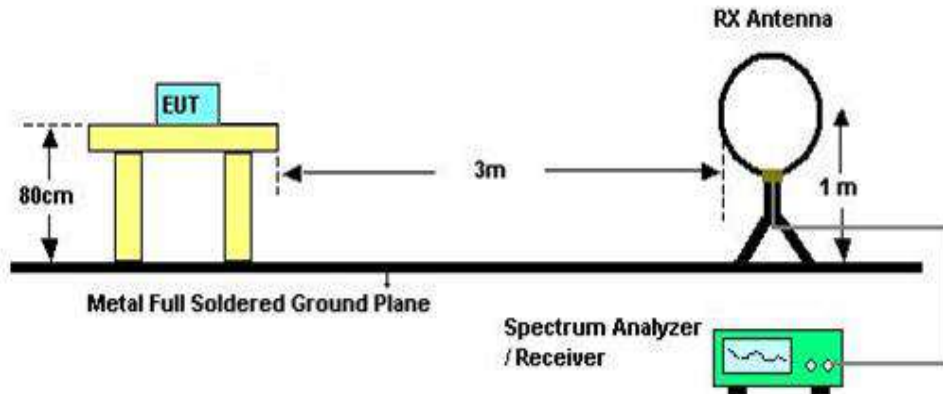 RX Antenna
EUT
80cm
3m
1 m
Metal Full Soldered Ground Plane
Spectrum Analyzer
/ Receiver